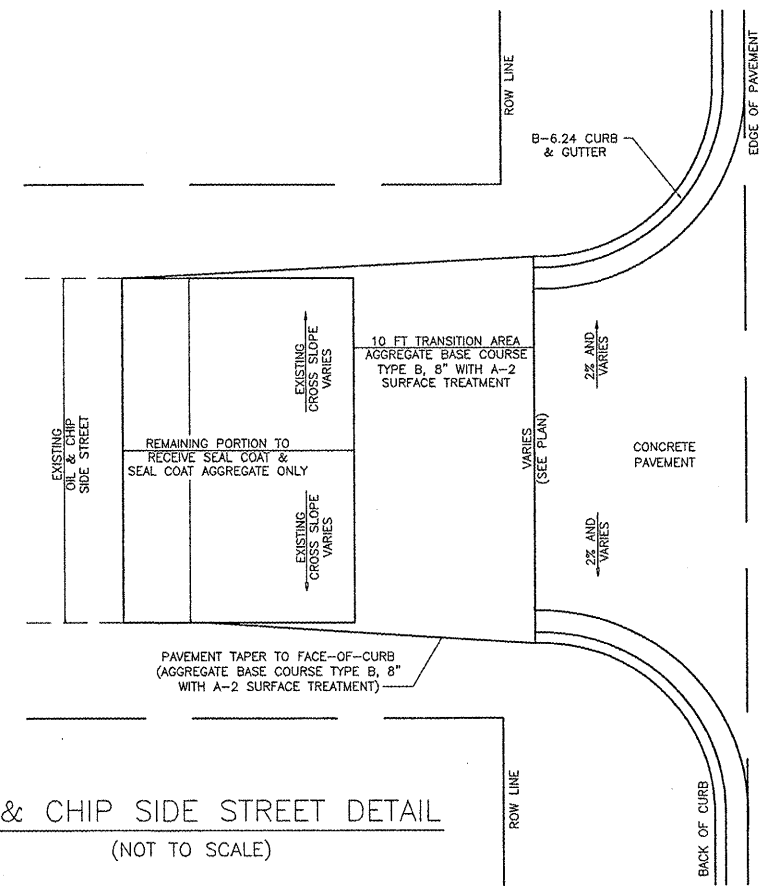 ROW LINE
EDGE OF PAVEMENT
B-6.24 CURB
& GUTTER
10 FT TRANSITION AREA
AGGREGATE BASE COURSE
TYPE B, 8" WITH A-2
SURFACE TREATMENT
EXISTING
CROSS SLOPE
VARIES
2% AND
VARIES
EXISTING
OIL & CHIP
SIDE STREET
REMAINING PORTION TO
RECEIVE SEAL COAT &
SEAL COAT AGGREGATE ONLY
VARIES
(SEE PLAN)
CONCRETE
PAVEMENT
EXISTING
CROSS SLOPE
VARIES
2% AND
VARIES
PAVEMENT TAPER TO FACE-OF-CURB
(AGGREGATE BASE COURSE TYPE B, 8"
WITH A-2 SURFACE TREATMENT)
ROW LINE
BACK OF CURB
& CHIP SIDE STREET DETAIL
(NOT TO SCALE)